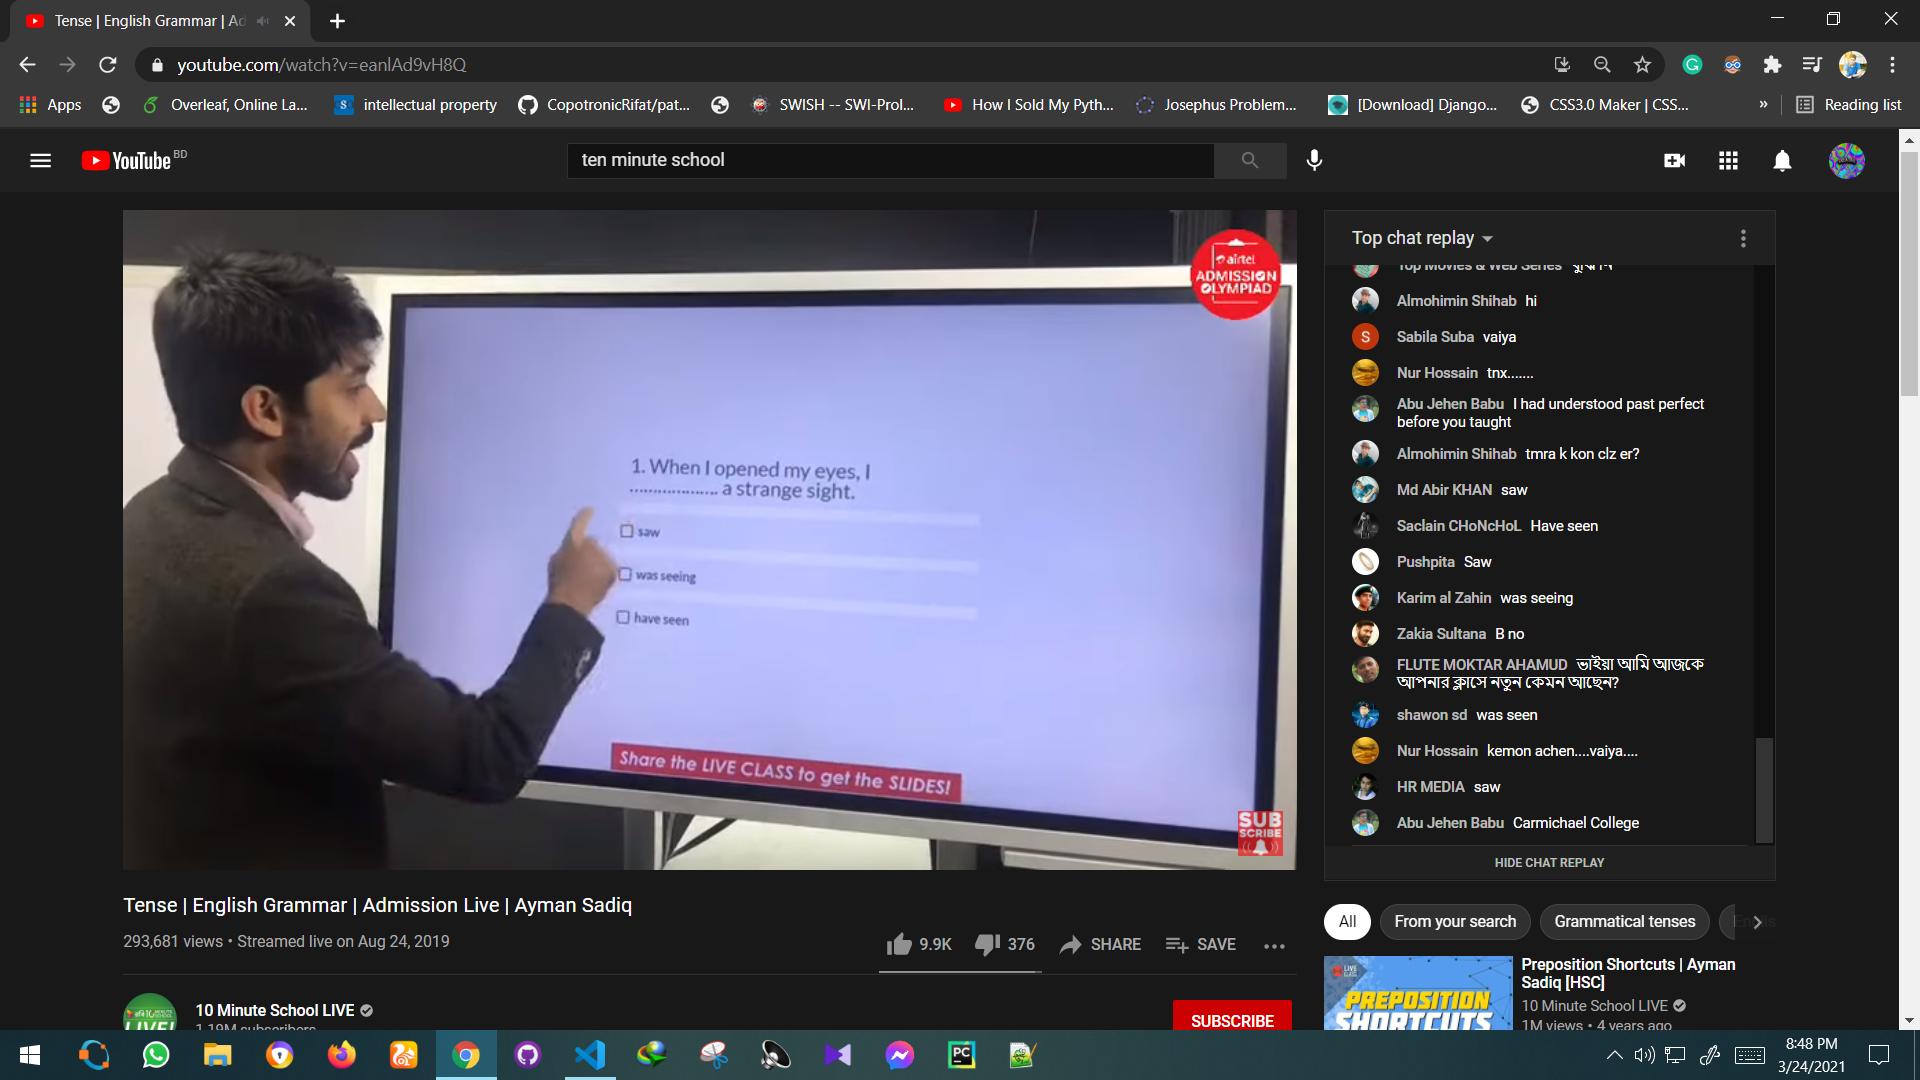 Tense | English Grammar | Ad
youtube.com/watch?v=eanlAd9vH8Q
Apps
Overleaf, Online La...
intellectual property
CopotronicRifat/pat...
SWISH -- SWI-Prol...
How I Sold My Pyth...
Josephus Problem...
[Download] Django...
CSS3.0 Maker | CSS...
»
Reading list
YouTube BD
ten minute school
airtel
ADMISSION
OLYMPIAD
1. When I opened my eyes, I
................... a strange sight.
saw
was seeing
have seen
Share the LIVE CLASS to get the SLIDES!
SUB
SCRIBE
Top chat replay
Top Movies & Web Series
Almohimin Shihab hi
S Sabila Suba vaiya
Nur Hossain tnx.......
Abu Jehen Babu I had understood past perfect
before you taught
Almohimin Shihab tmra k kon clz er?
Md Abir KHAN saw
Saclain CHoNcHoL Have seen
Pushpita Saw
Karim al Zahin was seeing
Zakia Sultana B no
FLUTE MOKTAR AHAMUD ভাইয়া আমি আজকে
আপনার ক্লাসে নতুন কেমন আছেন?
shawon sd was seen
Nur Hossain kemon achen....vaiya....
HR MEDIA saw
Abu Jehen Babu Carmichael College
HIDE CHAT REPLAY
Tense | English Grammar | Admission Live | Ayman Sadiq
293,681 views • Streamed live on Aug 24, 2019
9.9K
376
SHARE
SAVE
10 Minute School LIVE
1.19M subscribers
LIVE!
SUBSCRIBE
All
From your search
Grammatical tenses
LIVE
CLASS
PREPOSITION
SHORTCUTS
Preposition Shortcuts | Ayman
Sadiq [HSC]
10 Minute School LIVE
1M views • 4 years ago
PC
8:48 PM
3/24/2021